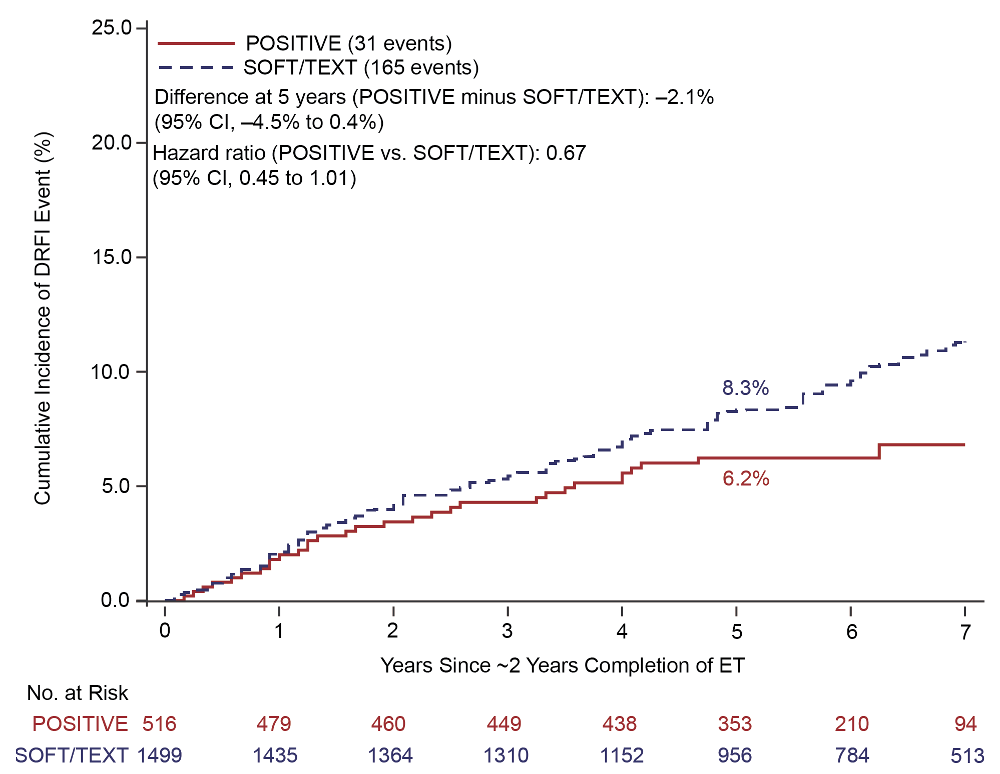 25.0
POSITIVE (31 events)
SOFT/TEXT (165 events)
Difference at 5 years (POSITIVE minus SOFT/TEXT): –2.1%
(95% CI, –4.5% to 0.4%)
20.0
Hazard ratio (POSITIVE vs. SOFT/TEXT): 0.67
(95% CI, 0.45 to 1.01)
Cumulative Incidence of DRFI Event (%)
15.0
10.0
8.3%
5.0
6.2%
0.0
0 1 2 3 4 5 6 7
Years Since ~2 Years Completion of ET
No. at Risk
POSITIVE 516 479 460 449 438 353 210 94
SOFT/TEXT 1499 1435 1364 1310 1152 956 784 513